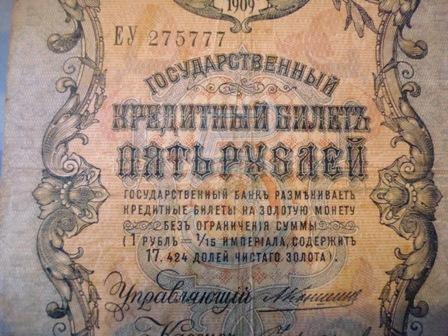 1909
ЕУ 275777
ГОСУДАРСТВЕННЫЙ
КРЕДИТНЫЙ БИЛЕТЪ
ПЯТЬ РУБЛЕЙ
ГОСУДАРСТВЕННЫЙ БАНКЪ РАЗМѢНИВАЕТЪ
КРЕДИТНЫЕ БИЛЕТЫ НА ЗОЛОТУЮ МОНЕТУ
БЕЗЪ ОГРАНИЧЕНІЯ СУММЫ
(1 РУБЛЬ = 1/15 ИМПЕРІАЛА, СОДЕРЖИТЪ
17, 424 ДОЛЕЙ ЧИСТАГО ЗОЛОТА).
Управляющій